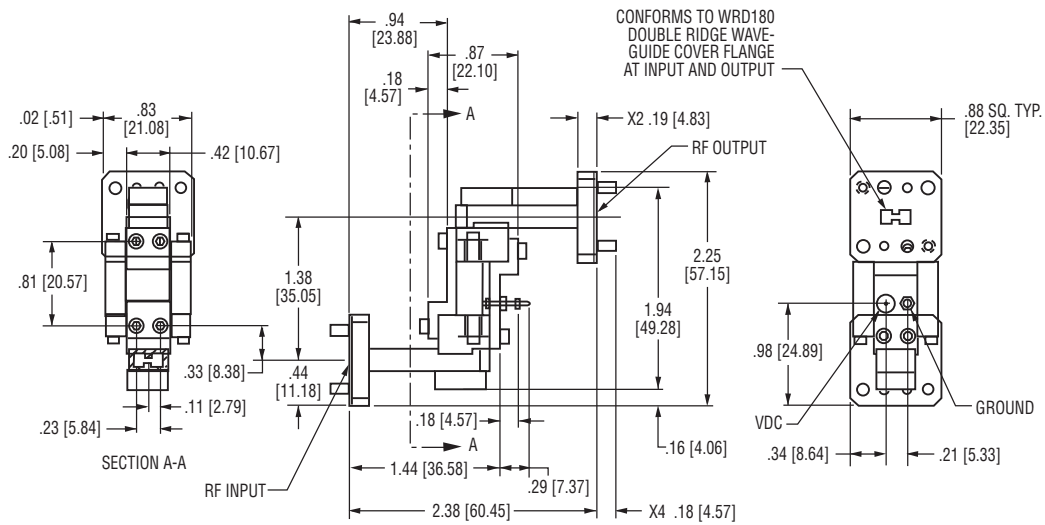 .94
[23.88]
CONFORMS TO WRD180
DOUBLE RIDGE WAVE-
GUIDE COVER FLANGE
AT INPUT AND OUTPUT
.87
[22.10]
.18
[4.57]
.02 [.51]
.83
[21.08]
.20 [5.08]
.42 [10.67]
A
X2 .19 [4.83]
.88 SQ. TYP.
[22.35]
RF OUTPUT
.81 [20.57]
1.38
[35.05]
2.25
[57.15]
1.94
[49.28]
.98 [24.89]
.33 [8.38]
.44
[11.18]
.11 [2.79]
.23 [5.84]
.18 [4.57]
GROUND
VDC
A
.16 [4.06]
.34 [8.64]
.21 [5.33]
SECTION A-A
1.44 [36.58]
.29 [7.37]
RF INPUT
2.38 [60.45]
X4 .18 [4.57]